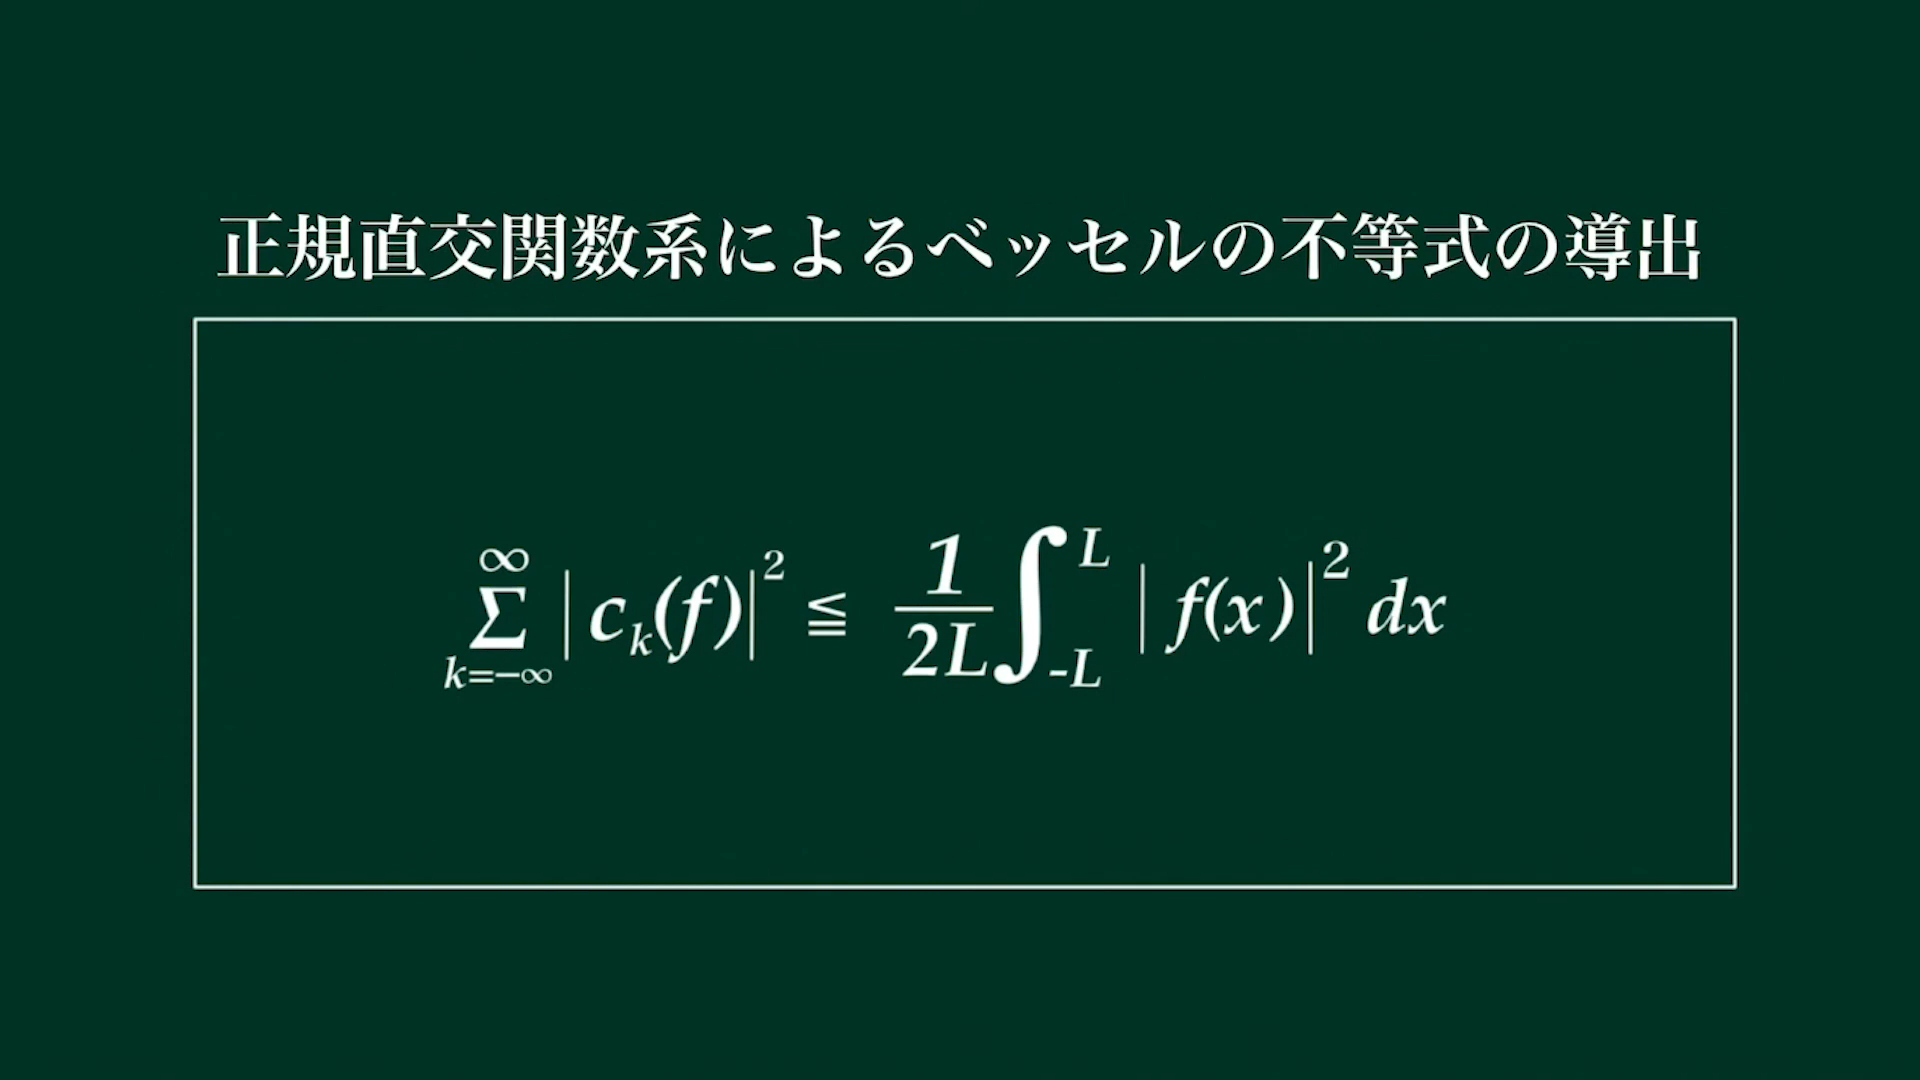 正規直交関数系によるベッセルの不等式の導出
∞ Σ k=−∞ | c_k(f)|² ≦ 1/2L ∫_-L^L | f(x)|² dx